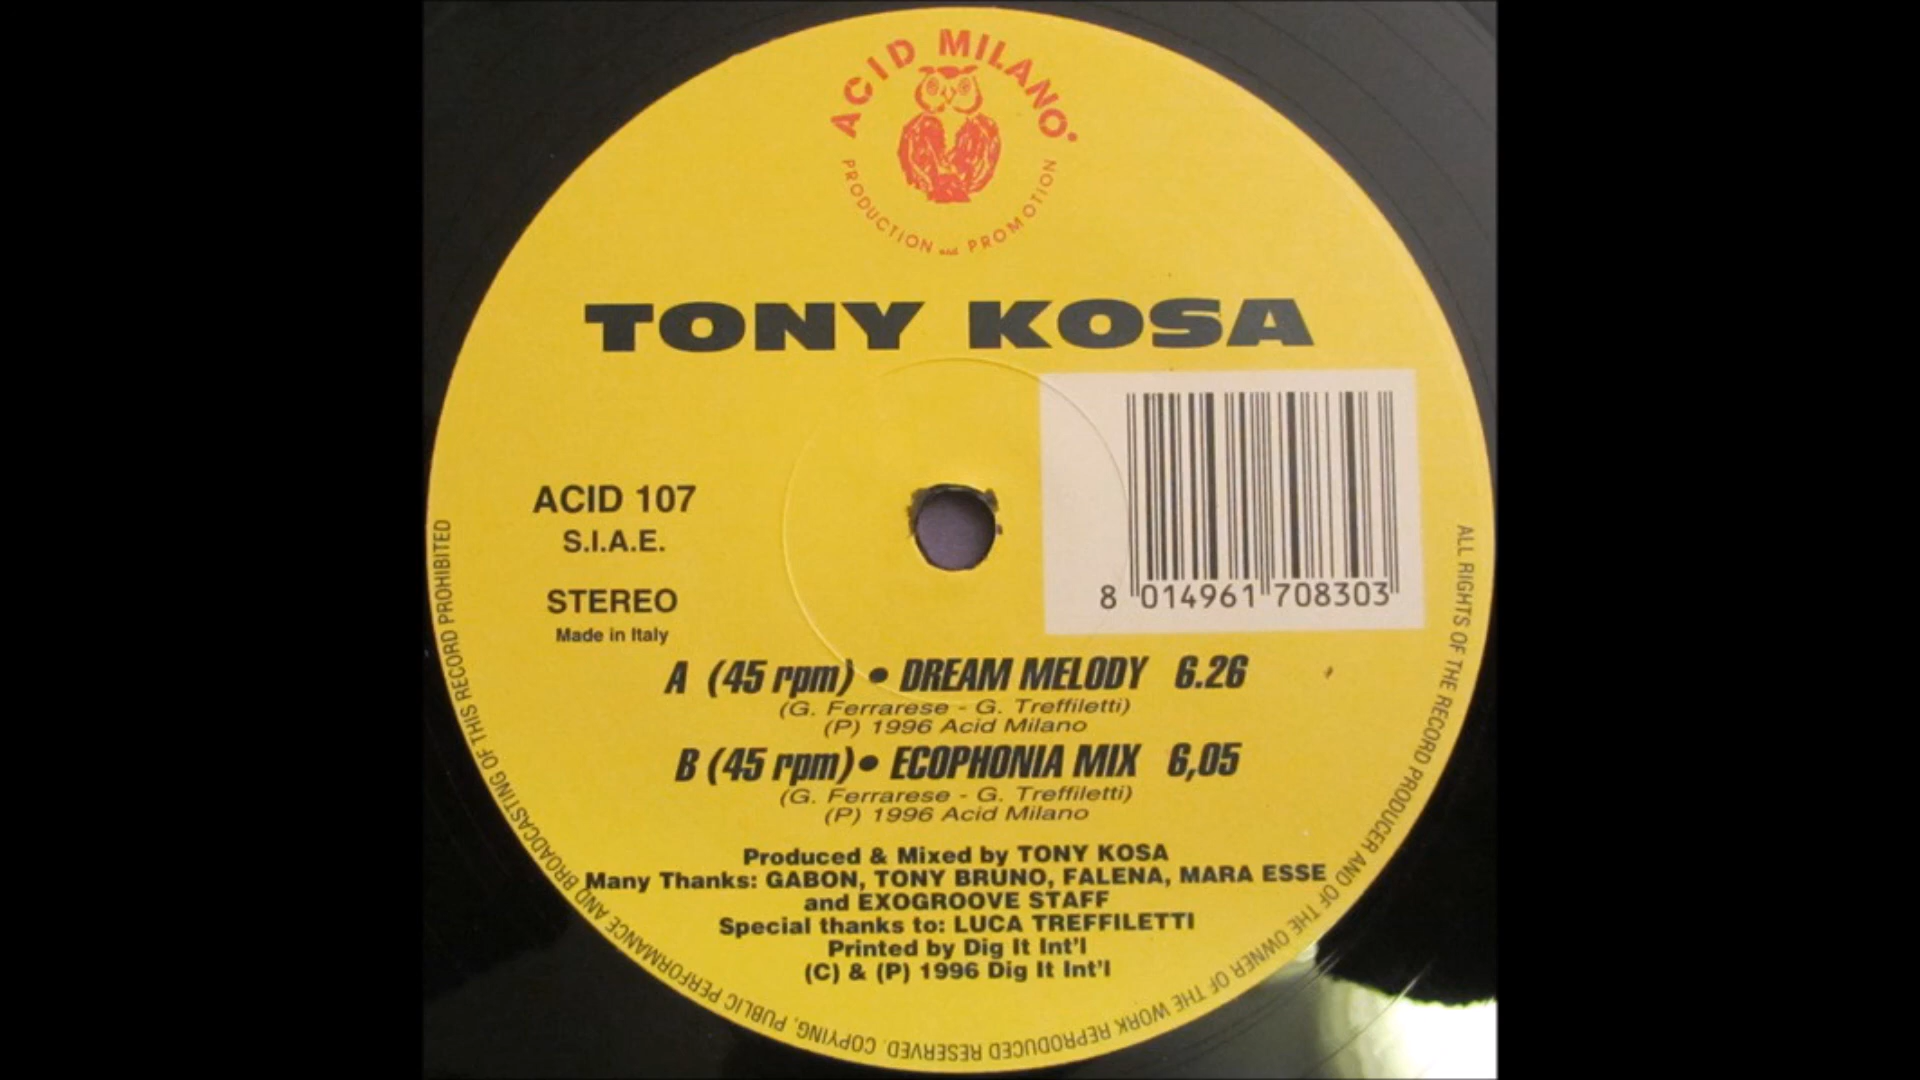 ACID MILANO
PRODUCTION and PROMOTION
TONY KOSA
ACID 107
S.I.A.E.
STEREO
Made in Italy
8 014961 708303
A (45 rpm) • DREAM MELODY 6.26
(G. Ferrarese - G. Treffiletti)
(P) 1996 Acid Milano
B (45 rpm) • ECOPHONIA MIX 6,05
(G. Ferrarese - G. Treffiletti)
(P) 1996 Acid Milano
Produced & Mixed by TONY KOSA
Many Thanks: GABON, TONY BRUNO, FALENA, MARA ESSE
and EXOGROOVE STAFF
Special thanks to: LUCA TREFFILETTI
Printed by Dig It Int'l
(C) & (P) 1996 Dig It Int'l
ALL RIGHTS OF THE RECORD PRODUCER AND OF THE OWNER OF THE WORK REPRODUCED RESERVED. COPYING, PUBLIC PERFORMANCE AND BROADCASTING OF THIS RECORD PROHIBITED